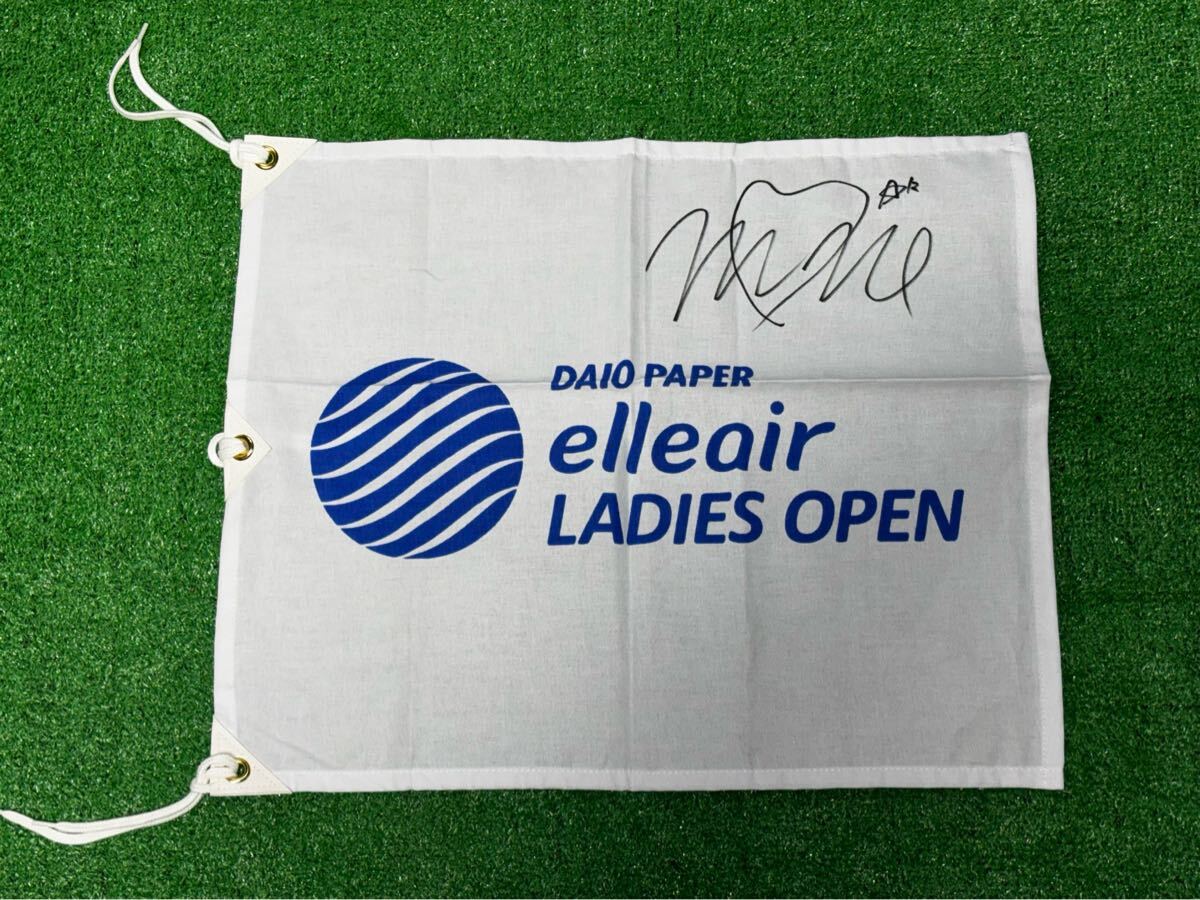 DAIO PAPER
elleair
LADIES OPEN